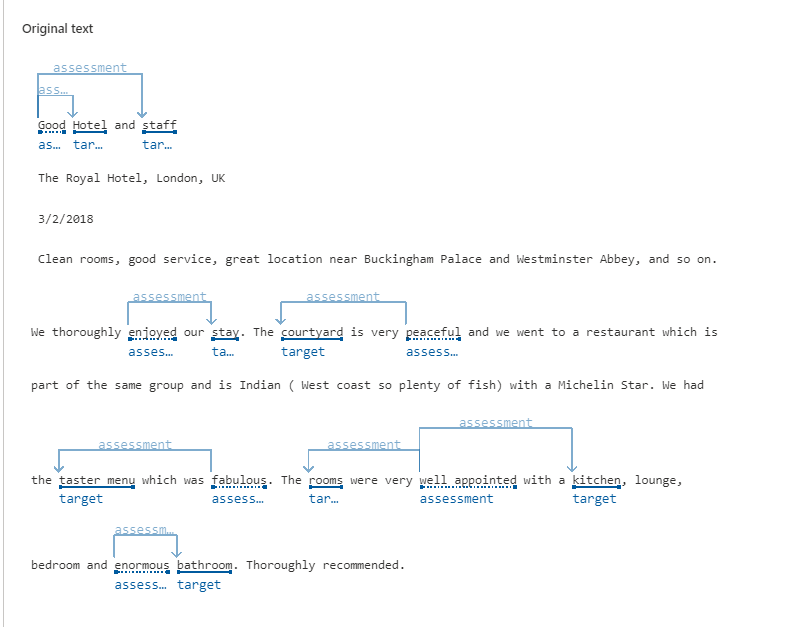 Original text
assessment
ass…
Good Hotel and staff
as… tar… tar…
The Royal Hotel, London, UK
3/2/2018
Clean rooms, good service, great location near Buckingham Palace and Westminster Abbey, and so on.
assessment assessment
We thoroughly enjoyed our stay. The courtyard is very peaceful and we went to a restaurant which is
asses… ta… target assess…
part of the same group and is Indian ( West coast so plenty of fish) with a Michelin Star. We had
assessment
assessment assessment
the taster menu which was fabulous. The rooms were very well appointed with a kitchen, lounge,
target assess… tar… assessment target
assessm…
bedroom and enormous bathroom. Thoroughly recommended.
assess… target